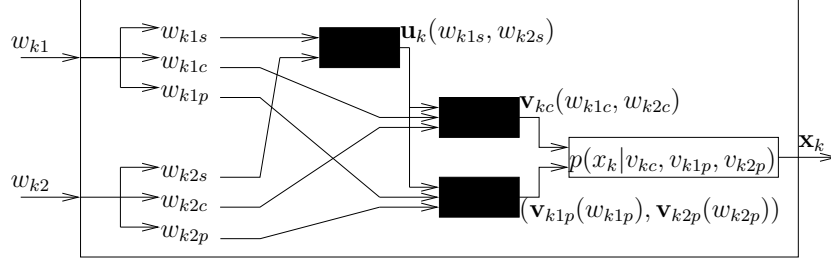 w_{k1}
w_{k1s}
w_{k1c}
w_{k1p}
u_k(w_{k1s}, w_{k2s})
v_{kc}(w_{k1c}, w_{k2c})
x_k
p(x_k|v_{kc}, v_{k1p}, v_{k2p})
w_{k2}
w_{k2s}
w_{k2c}
w_{k2p}
(v_{k1p}(w_{k1p}), v_{k2p}(w_{k2p}))